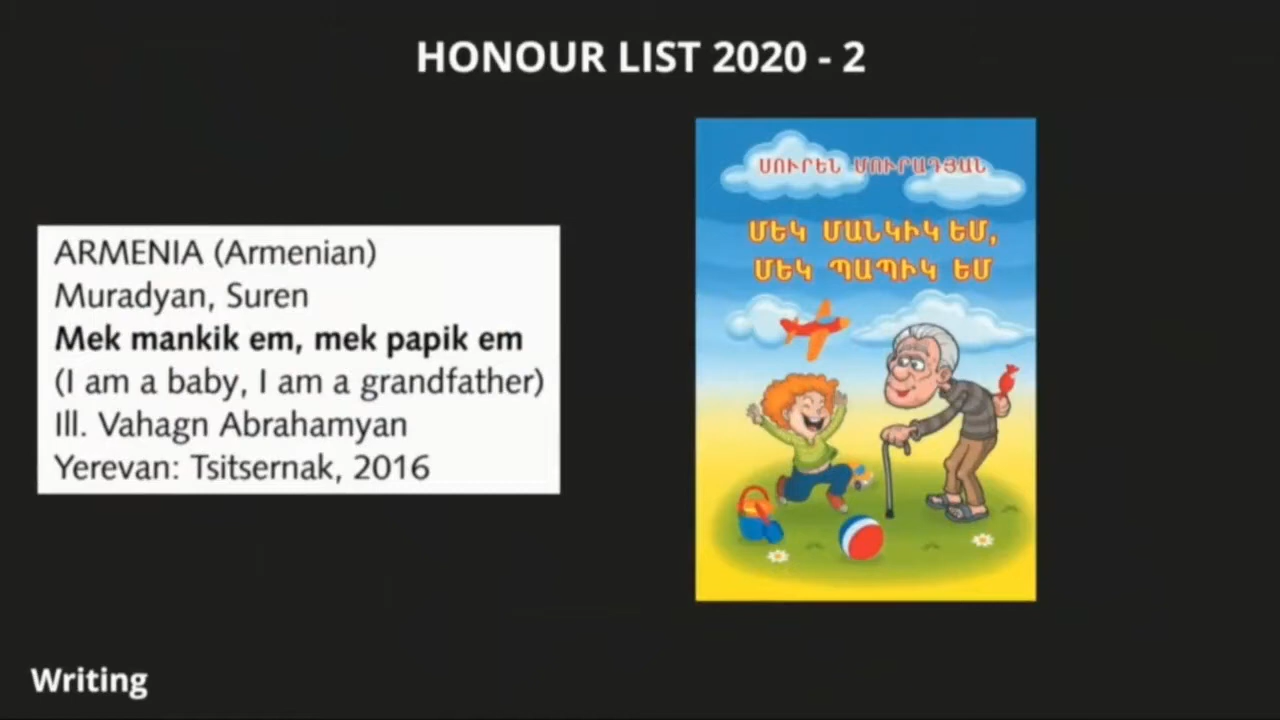 HONOUR LIST 2020 - 2
ARMENIA (Armenian)
Muradyan, Suren
Mek mankik em, mek papik em
(I am a baby, I am a grandfather)
Ill. Vahagn Abrahamyan
Yerevan: Tsitsernak, 2016
ՍՈՒՐԵՆ ՄՈՒՐԱԴՅԱՆ
ՄԵԿ ՄԱՆԿԻԿ ԵՄ,
ՄԵԿ ՊԱՊԻԿ ԵՄ
Writing